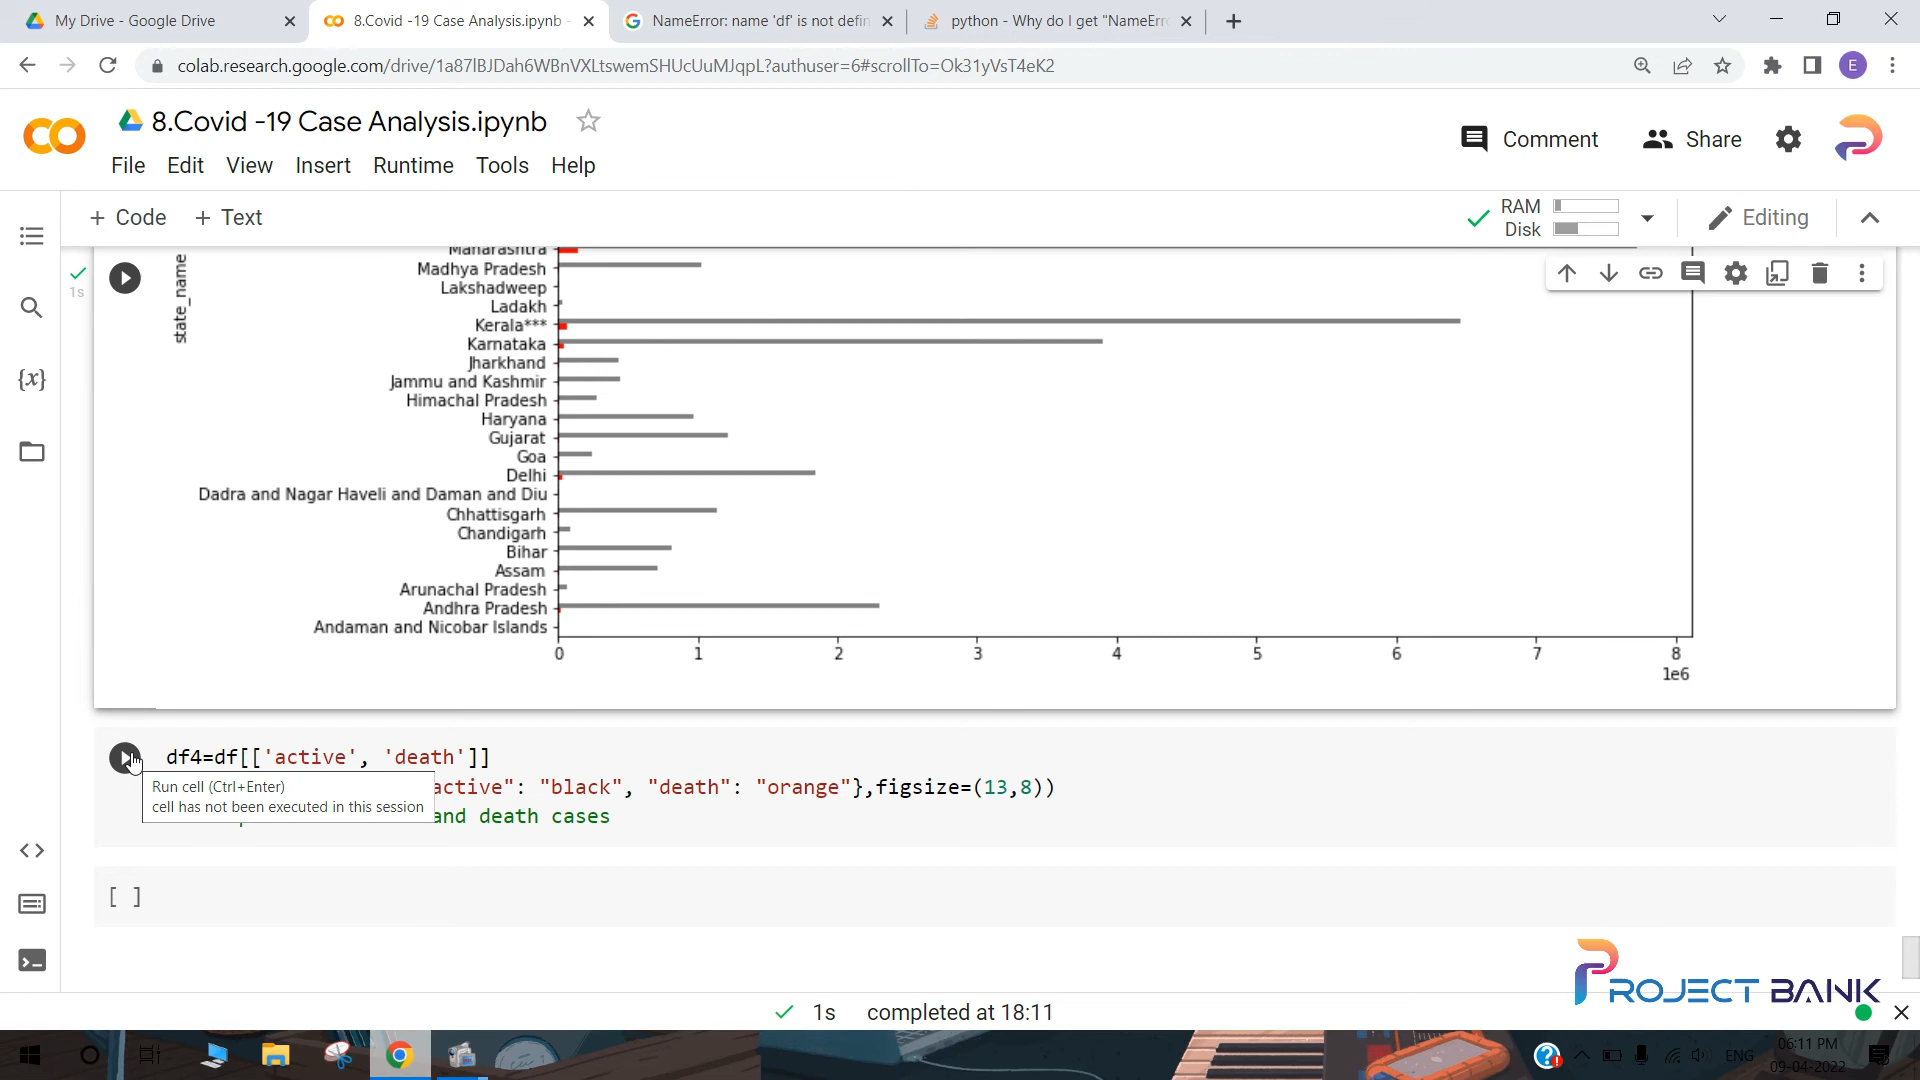 My Drive - Google Drive
8.Covid -19 Case Analysis.ipynb -
NameError: name 'df' is not defin
python - Why do I get "NameErro
colab.research.google.com/drive/1a87lBJDah6WBnVXLtswemSHUcUuMJqpL?authuser=6#scrollTo=Ok31yVsT4eK2
E
8.Covid -19 Case Analysis.ipynb
Comment
Share
File Edit View Insert Runtime Tools Help
+ Code + Text
RAM
Disk
Editing
1s
state_name
Maharashtra
Madhya Pradesh
Lakshadweep
Ladakh
Kerala***
Karnataka
Jharkhand
Jammu and Kashmir
Himachal Pradesh
Haryana
Gujarat
Goa
Delhi
Dadra and Nagar Haveli and Daman and Diu
Chhattisgarh
Chandigarh
Bihar
Assam
Arunachal Pradesh
Andhra Pradesh
Andaman and Nicobar Islands
0 1 2 3 4 5 6 7 8
1e6
df4=df[['active', 'death']]
Run cell (Ctrl+Enter)
cell has not been executed in this session
active": "black", "death": "orange"},figsize=(13,8))
and death cases
[ ]
PROJECT BANK
1s completed at 18:11
ENG
06:11 PM
09-04-2022